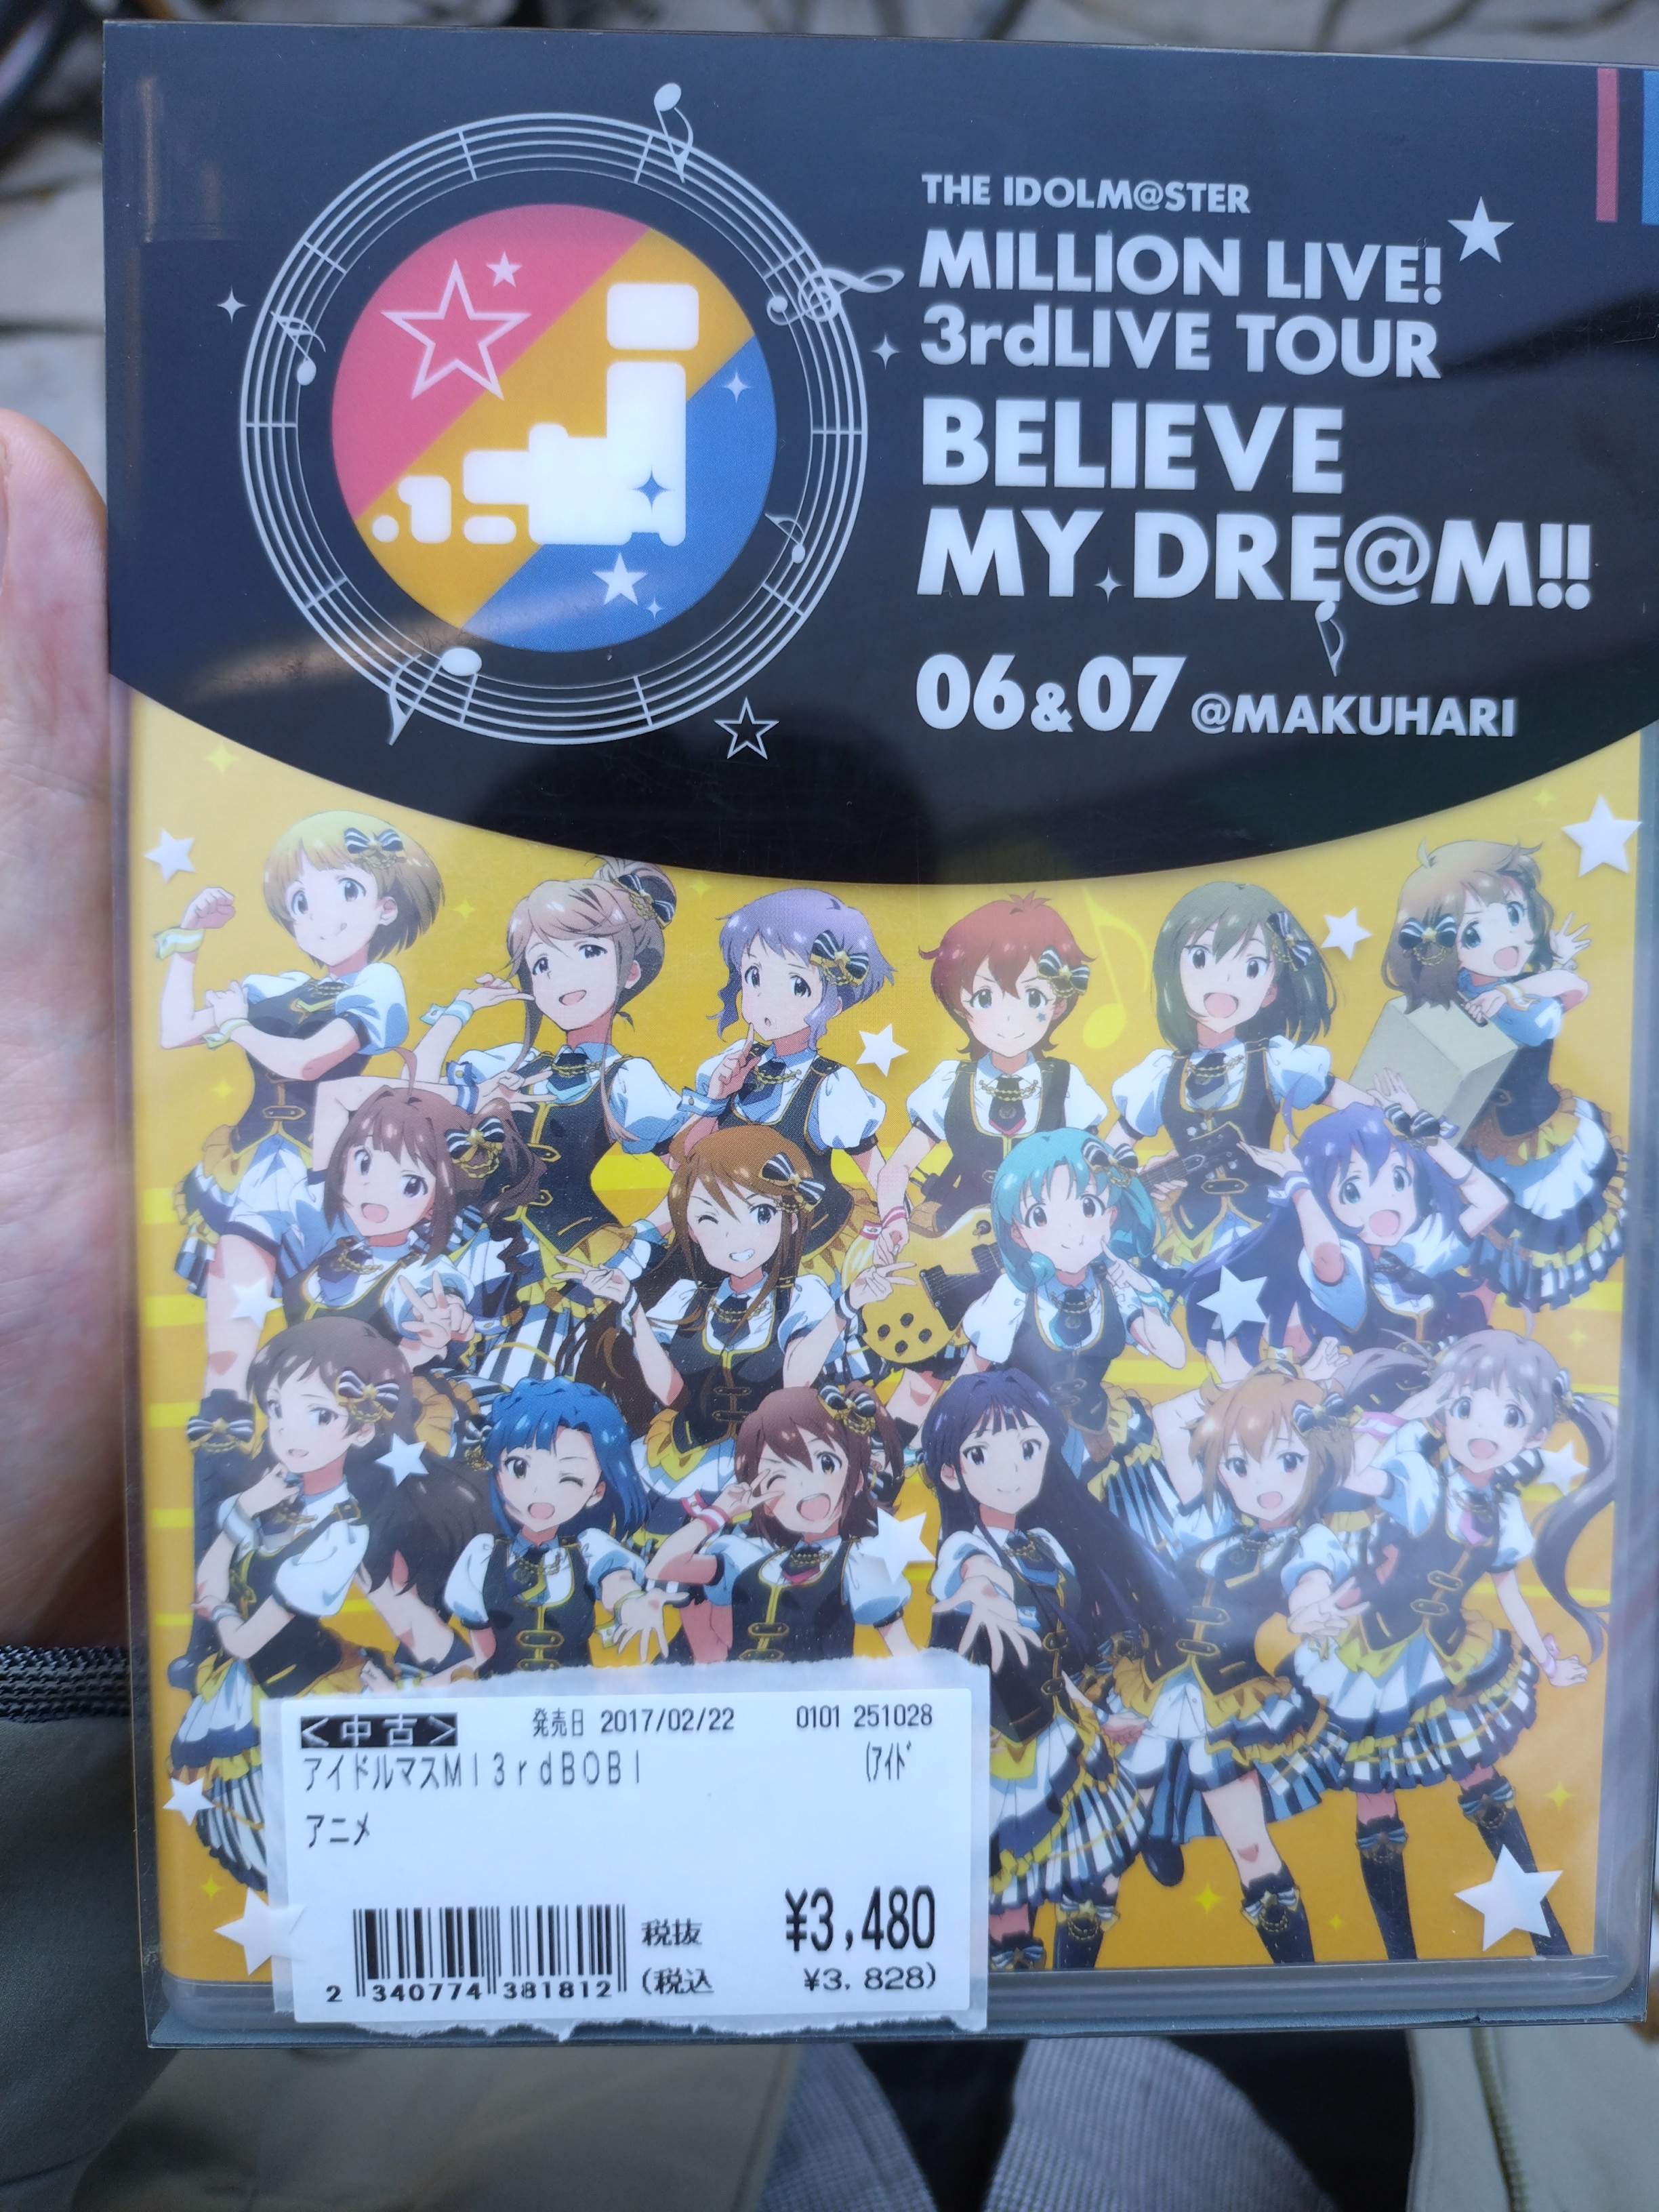 THE IDOLM@STER
MILLION LIVE!
3rdLIVE TOUR
BELIEVE
MY DRE@M!!
06&07 @MAKUHARI
<中古> 発売日 2017/02/22 0101 251028
アイドルマスMI3rdBOBI (アイド
アニメ
税抜 ¥3,480
2 340774 381812 (税込 ¥3,828)